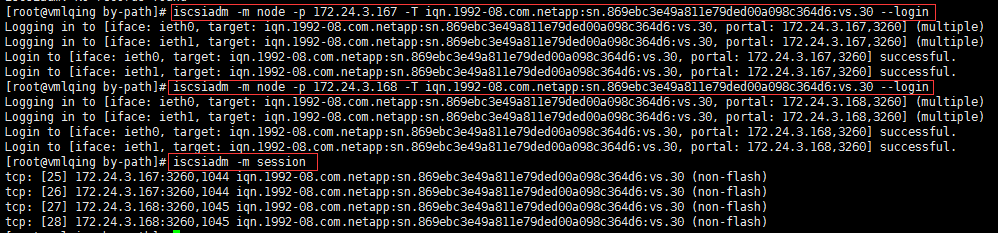 [root@vmlqing by-path]# iscsiadm -m node -p 172.24.3.167 -T iqn.1992-08.com.netapp:sn.869ebc3e49a811e79ded00a098c364d6:vs.30 --login
Logging in to [iface: ieth0, target: iqn.1992-08.com.netapp:sn.869ebc3e49a811e79ded00a098c364d6:vs.30, portal: 172.24.3.167,3260] (multiple)
Logging in to [iface: ieth1, target: iqn.1992-08.com.netapp:sn.869ebc3e49a811e79ded00a098c364d6:vs.30, portal: 172.24.3.167,3260] (multiple)
Login to [iface: ieth0, target: iqn.1992-08.com.netapp:sn.869ebc3e49a811e79ded00a098c364d6:vs.30, portal: 172.24.3.167,3260] successful.
Login to [iface: ieth1, target: iqn.1992-08.com.netapp:sn.869ebc3e49a811e79ded00a098c364d6:vs.30, portal: 172.24.3.167,3260] successful.
[root@vmlqing by-path]# iscsiadm -m node -p 172.24.3.168 -T iqn.1992-08.com.netapp:sn.869ebc3e49a811e79ded00a098c364d6:vs.30 --login
Logging in to [iface: ieth0, target: iqn.1992-08.com.netapp:sn.869ebc3e49a811e79ded00a098c364d6:vs.30, portal: 172.24.3.168,3260] (multiple)
Logging in to [iface: ieth1, target: iqn.1992-08.com.netapp:sn.869ebc3e49a811e79ded00a098c364d6:vs.30, portal: 172.24.3.168,3260] (multiple)
Login to [iface: ieth0, target: iqn.1992-08.com.netapp:sn.869ebc3e49a811e79ded00a098c364d6:vs.30, portal: 172.24.3.168,3260] successful.
Login to [iface: ieth1, target: iqn.1992-08.com.netapp:sn.869ebc3e49a811e79ded00a098c364d6:vs.30, portal: 172.24.3.168,3260] successful.
[root@vmlqing by-path]# iscsiadm -m session
tcp: [25] 172.24.3.167:3260,1044 iqn.1992-08.com.netapp:sn.869ebc3e49a811e79ded00a098c364d6:vs.30 (non-flash)
tcp: [26] 172.24.3.167:3260,1044 iqn.1992-08.com.netapp:sn.869ebc3e49a811e79ded00a098c364d6:vs.30 (non-flash)
tcp: [27] 172.24.3.168:3260,1045 iqn.1992-08.com.netapp:sn.869ebc3e49a811e79ded00a098c364d6:vs.30 (non-flash)
tcp: [28] 172.24.3.168:3260,1045 iqn.1992-08.com.netapp:sn.869ebc3e49a811e79ded00a098c364d6:vs.30 (non-flash)